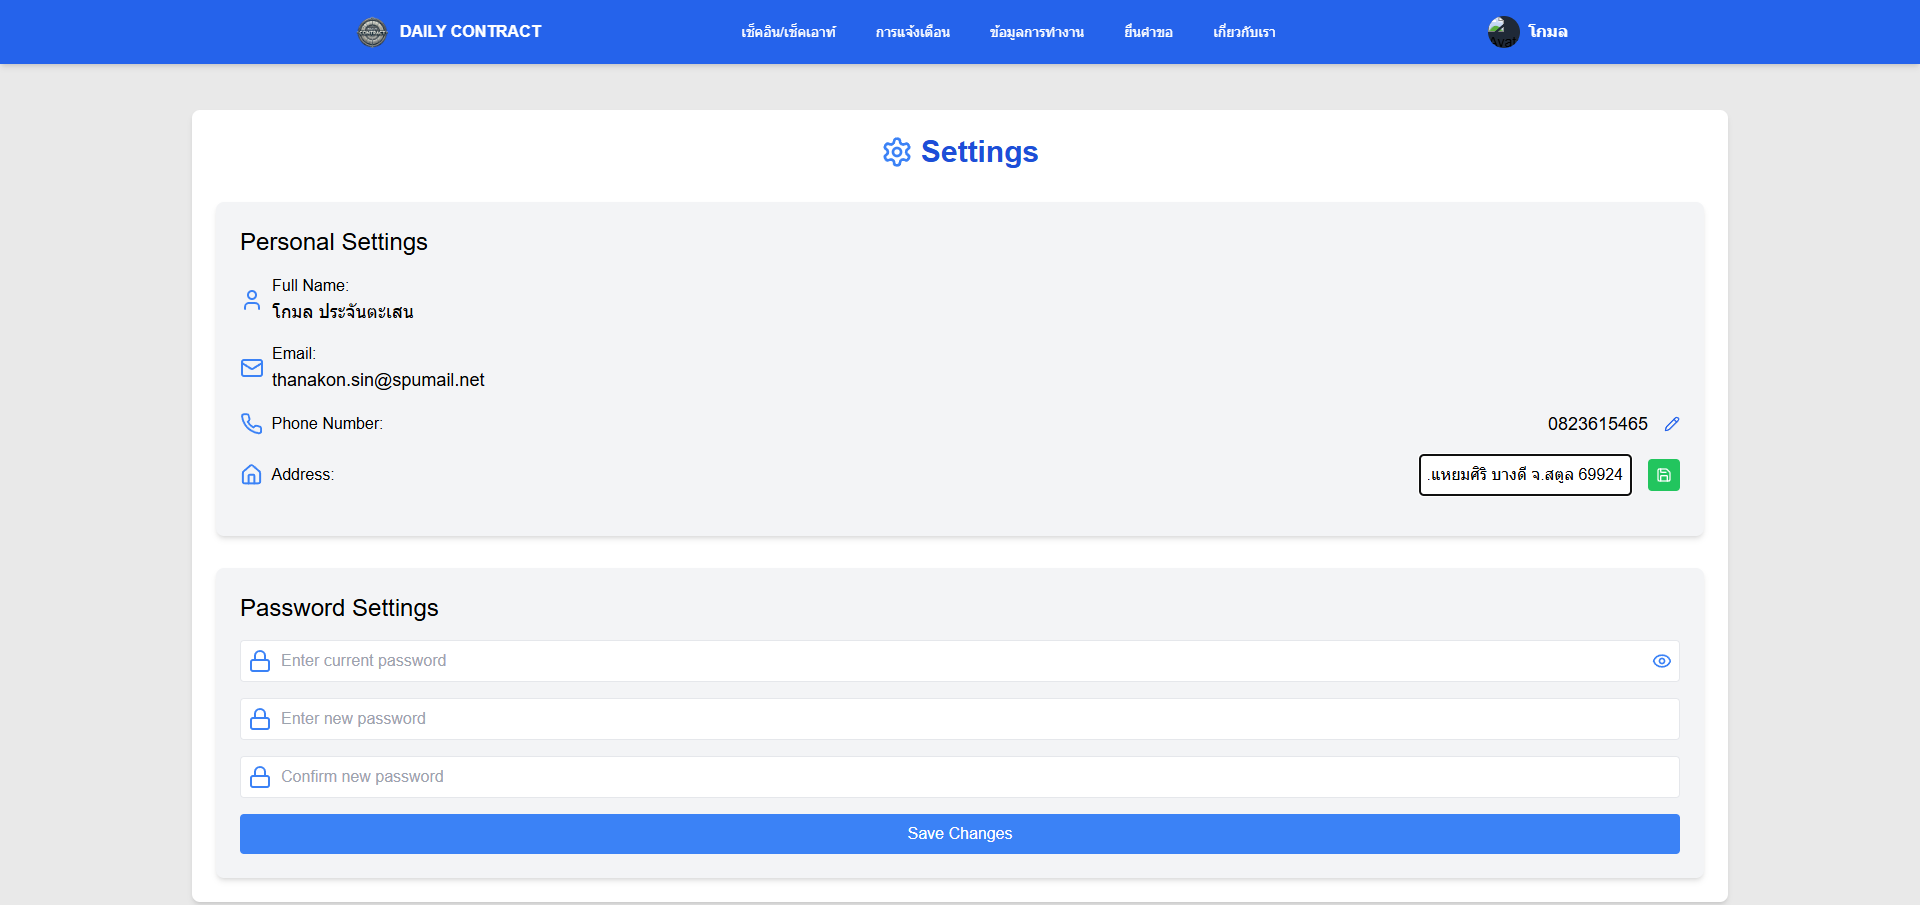 DAILY CONTRACT
เช็คอิน/เช็คเอาท์
การแจ้งเตือน
ข้อมูลการทำงาน
ยื่นคำขอ
เกี่ยวกับเรา
โกมล
Settings
Personal Settings
Full Name:
โกมล ประจันตะเสน
Email:
thanakon.sin@spumail.net
Phone Number:
0823615465
Address:
.แหยมศิริ บางดี จ.สตูล 69924
Password Settings
Enter current password
Enter new password
Confirm new password
Save Changes